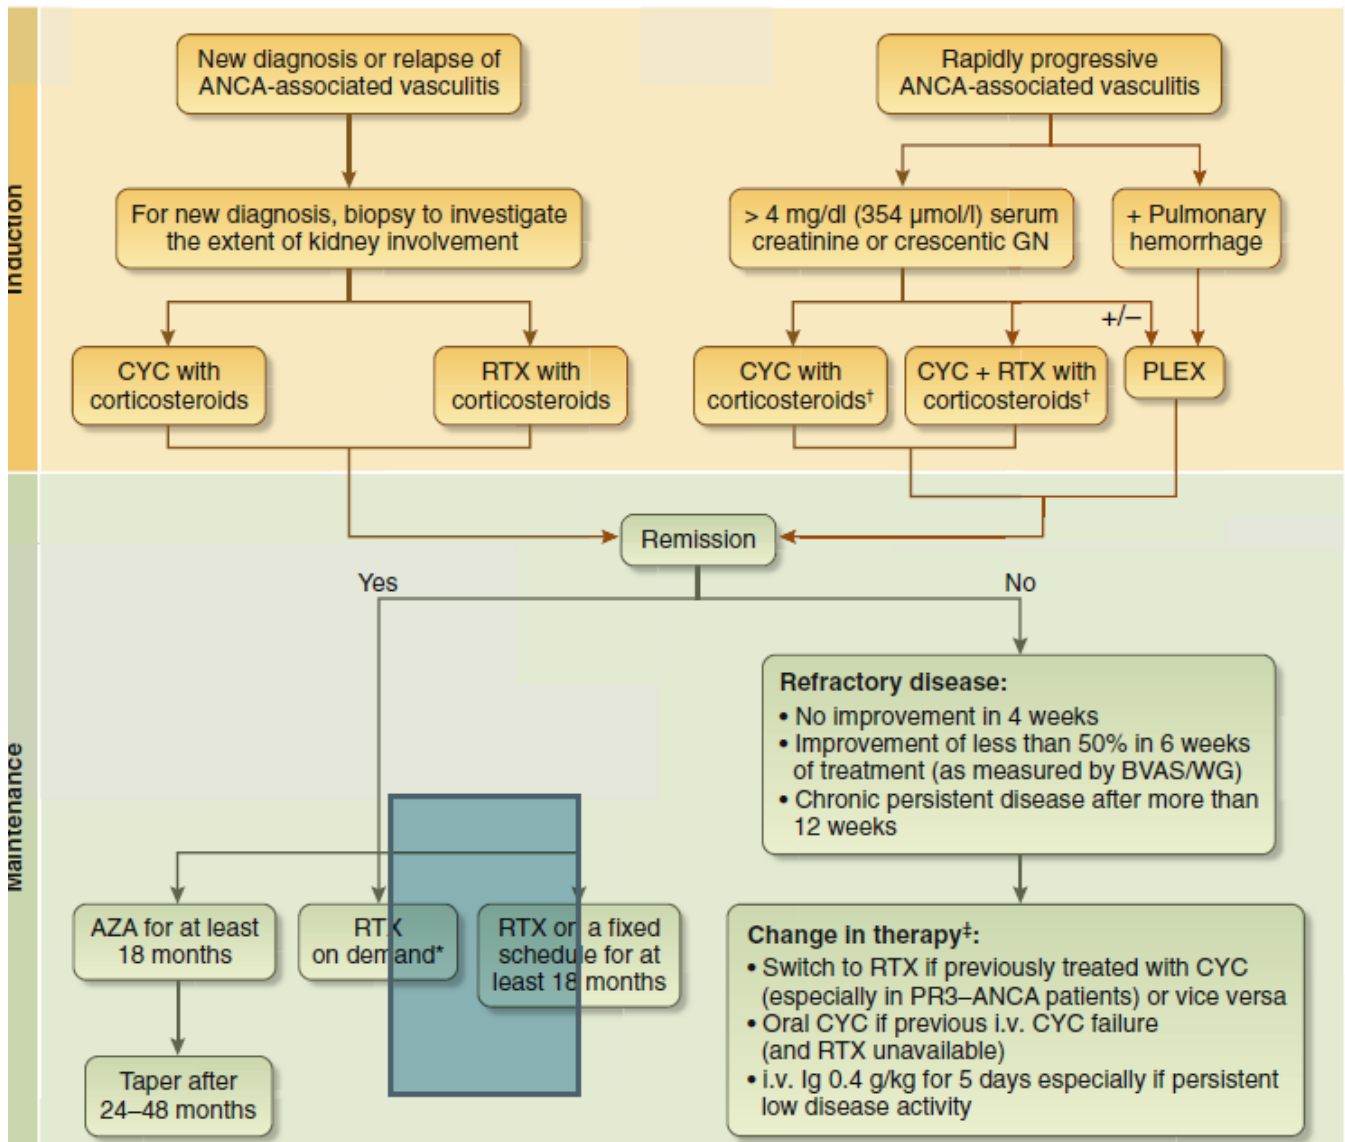 Induction
New diagnosis or relapse of
ANCA-associated vasculitis
Rapidly progressive
ANCA-associated vasculitis
For new diagnosis, biopsy to investigate
the extent of kidney involvement
> 4 mg/dl (354 μmol/l) serum
creatinine or crescentic GN
+ Pulmonary
hemorrhage
+/–
CYC with
corticosteroids
RTX with
corticosteroids
CYC with
corticosteroids†
CYC + RTX with
corticosteroids†
PLEX
Maintenance
Remission
Yes
No
Refractory disease:
• No improvement in 4 weeks
• Improvement of less than 50% in 6 weeks
of treatment (as measured by BVAS/WG)
• Chronic persistent disease after more than
12 weeks
AZA for at least
18 months
RTX
on demand*
RTX on a fixed
schedule for at
least 18 months
Taper after
24–48 months
Change in therapy‡:
• Switch to RTX if previously treated with CYC
(especially in PR3–ANCA patients) or vice versa
• Oral CYC if previous i.v. CYC failure
(and RTX unavailable)
• i.v. Ig 0.4 g/kg for 5 days especially if persistent
low disease activity